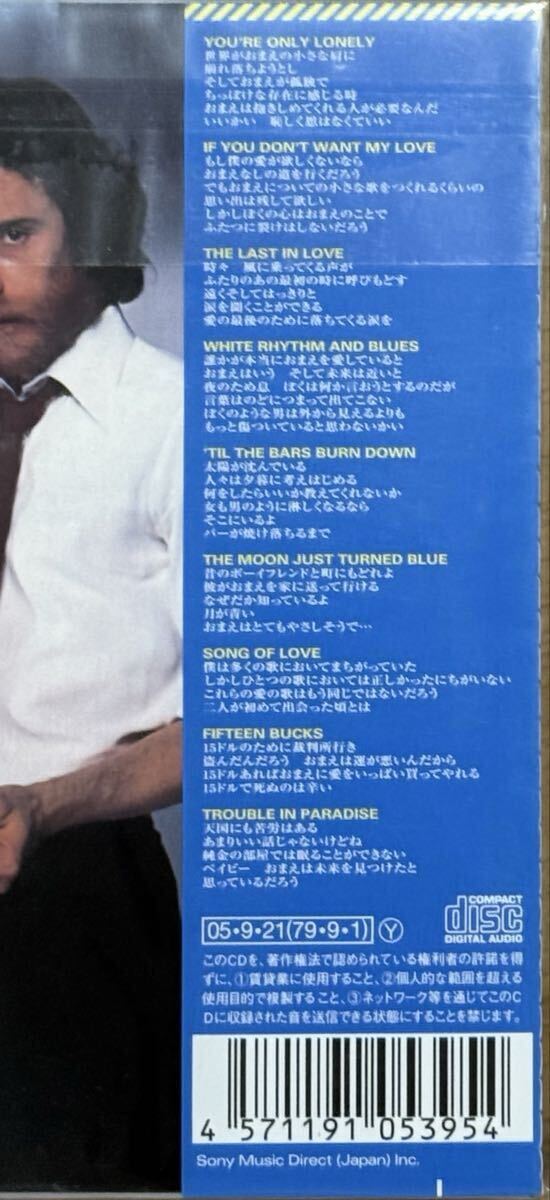 YOU'RE ONLY LONELY
世界がおまえの小さな肩に
崩れ落ちようとし
そしておまえが孤独で
ちっぽけな存在に感じる時
おまえは抱きしめてくれる人が必要なんだ
いいかい　恥しく思はなくていい
IF YOU DON'T WANT MY LOVE
もし僕の愛が欲しくないなら
おまえなしの道を行くだろう
でもおまえについての小さな歌をつくれるくらいの
思い出は残して欲しい
しかしぼくの心はおまえのことで
ふたつに裂けはしないだろう
THE LAST IN LOVE
時々　風に乗ってくる声が
ふたりのあの最初の時に呼びもどす
遠くそしてはっきりと
涙を聞くことができる
愛の最後のために落ちてくる涙を
WHITE RHYTHM AND BLUES
誰かが本当におまえを愛していると
おまえはいう　そして未来は近いと
夜のため息　ぼくは何か言おうとするのだが
言葉はのどにつまって出てこない
ぼくのような男は外から見えるよりも
もっと傷ついていると思わないかい
'TIL THE BARS BURN DOWN
太陽が沈んでいる
人々は夕暮に考えはじめる
何をしたらいいか教えてくれないか
女も男のように淋しくなるなら
そこにいるよ
バーが焼け落ちるまで
THE MOON JUST TURNED BLUE
昔のボーイフレンドと町にもどれよ
彼がおまえを家に送って行ける
なぜだか知っているよ
月が青い
おまえはとてもやさしそうで…
SONG OF LOVE
僕は多くの歌においてまちがっていた
しかしひとつの歌においては正しかったにちがいない
これらの愛の歌はもう同じではないだろう
二人が初めて出会った頃とは
FIFTEEN BUCKS
15ドルのために裁判所行き
盗んだんだろう　おまえは運が悪いんだから
15ドルあればおまえに愛をいっぱい買ってやれる
15ドルで死ぬのは辛い
TROUBLE IN PARADISE
天国にも苦労はある
あまりいい話じゃないけどね
純金の部屋では眠ることができない
ベイビー　おまえは未来を見つけたと
思っているだろう
05・9・21(79・9・1) Y
COMPACT
disc
DIGITAL AUDIO
このCDを、著作権法で認められている権利者の許諾を得
ずに、①賃貸業に使用すること、②個人的な範囲を超える
使用目的で複製すること、③ネットワーク等を通じてこのC
Dに収録された音を送信できる状態にすることを禁じます。
4 571191 053954
Sony Music Direct (Japan) Inc.